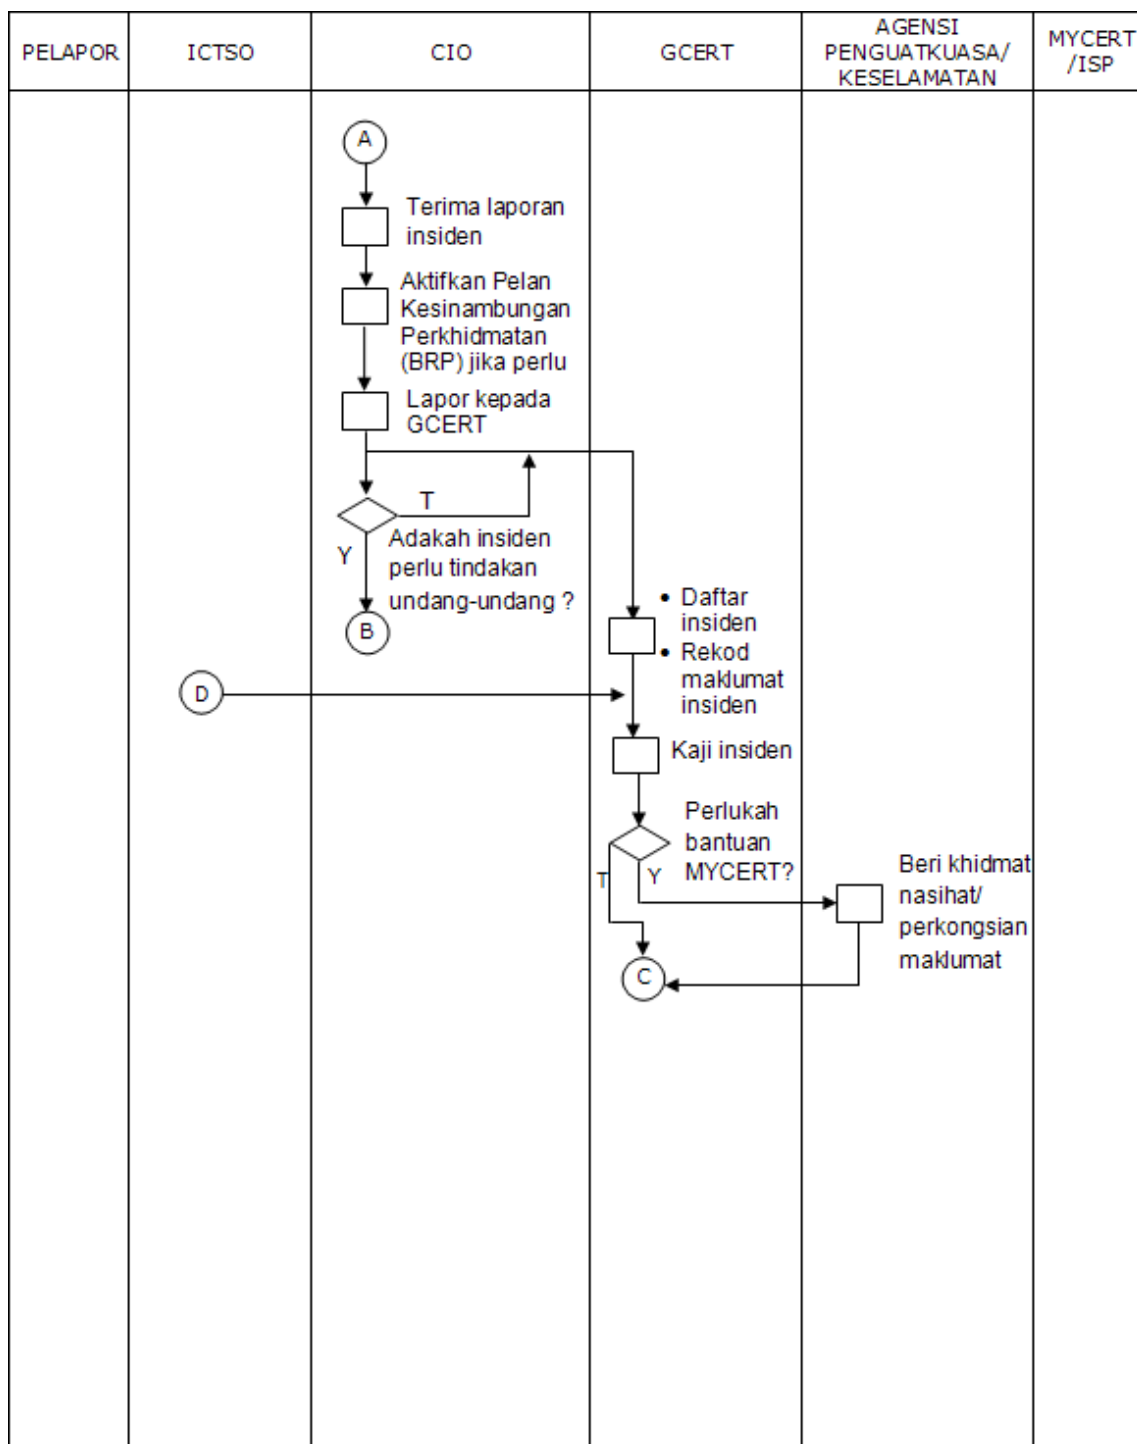 PELAPOR
ICTSO
CIO
GCERT
AGENSI
PENGUATKUASA/
KESELAMATAN
MYCERT
/ISP
A
Terima laporan
insiden
Aktifkan Pelan
Kesinambungan
Perkhidmatan
(BRP) jika perlu
Lapor kepada
GCERT
T
Adakah insiden
perlu tindakan
undang-undang ?
Y
B
• Daftar
insiden
• Rekod
maklumat
insiden
D
Kaji insiden
Perlukah
bantuan
MYCERT?
T
Y
Beri khidmat
nasihat/
perkongsian
maklumat
C